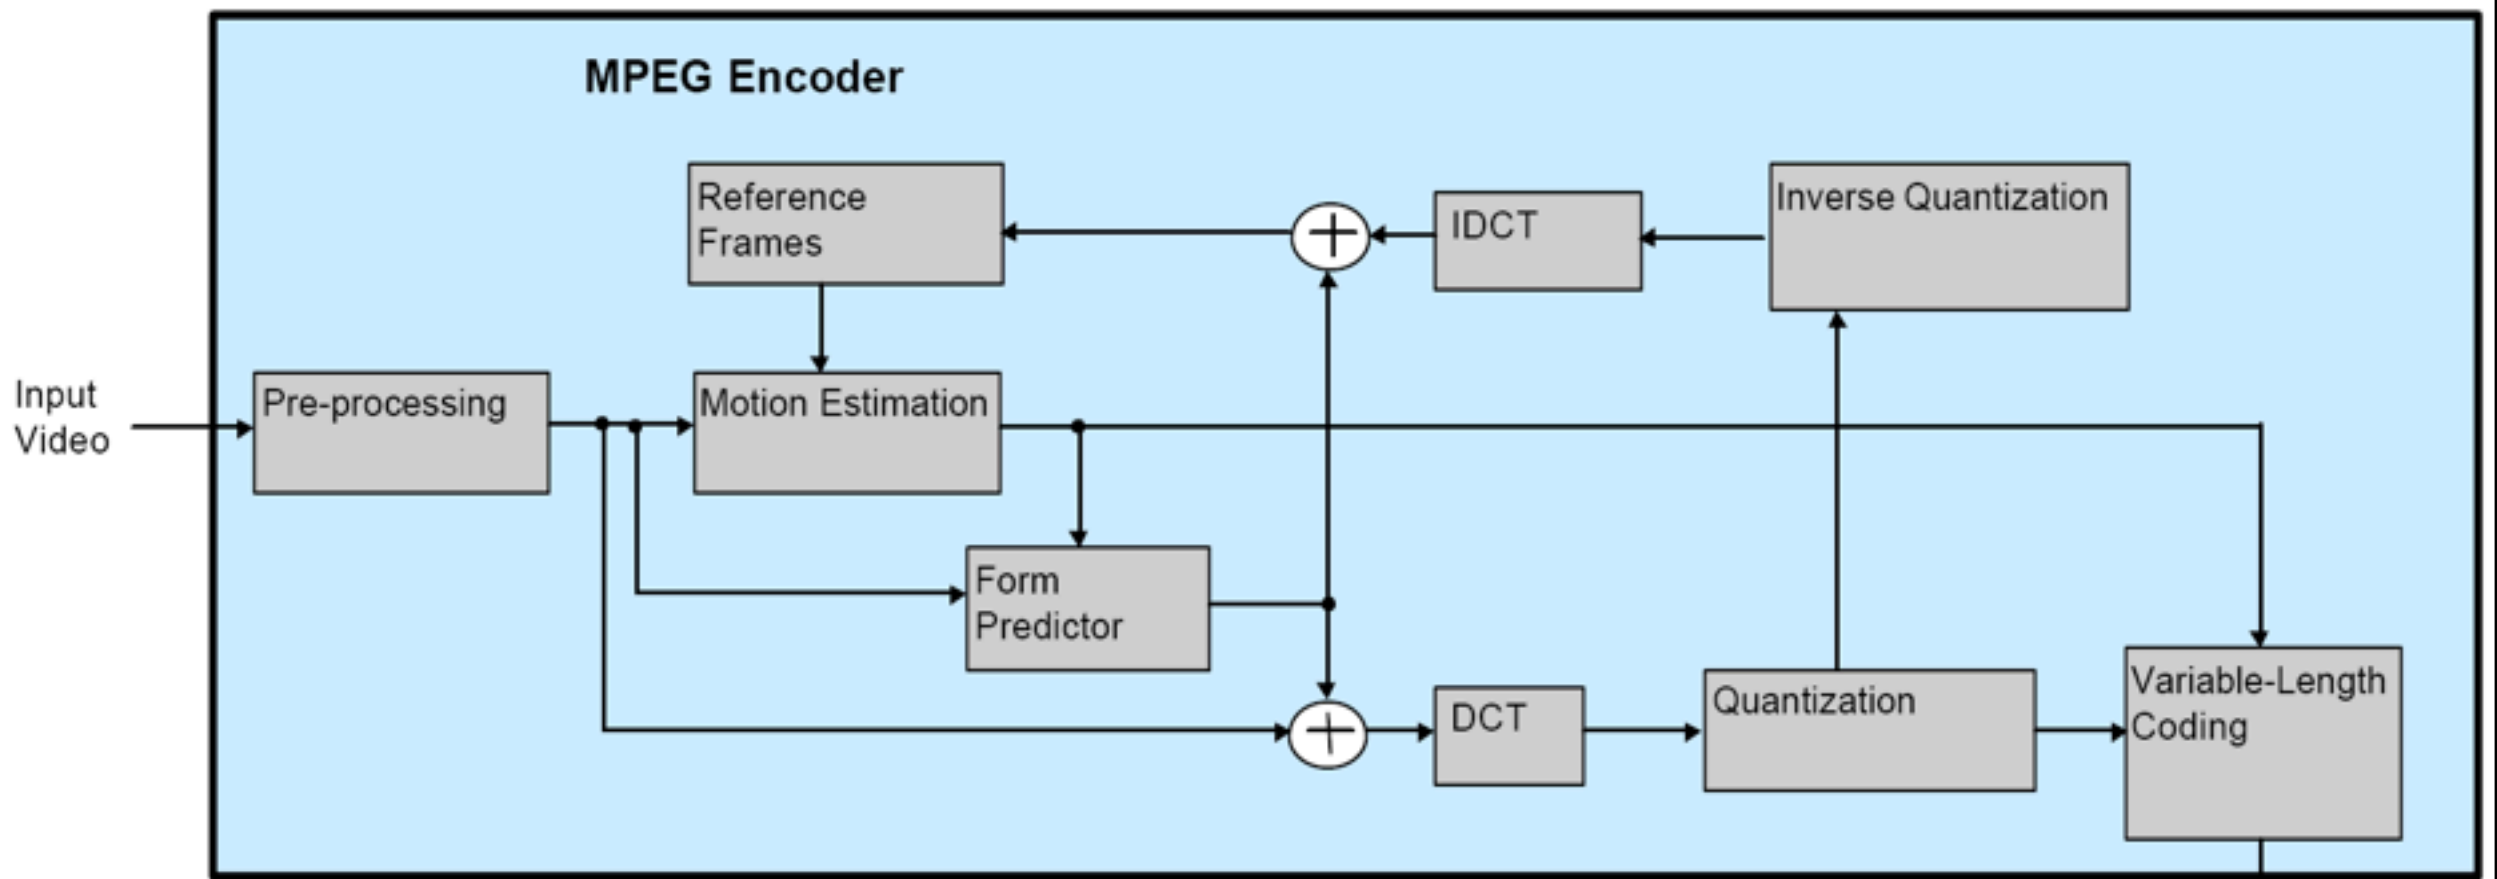 MPEG Encoder
Reference
Frames
IDCT
Inverse Quantization
Input
Video
Pre-processing
Motion Estimation
Form
Predictor
DCT
Quantization
Variable-Length
Coding